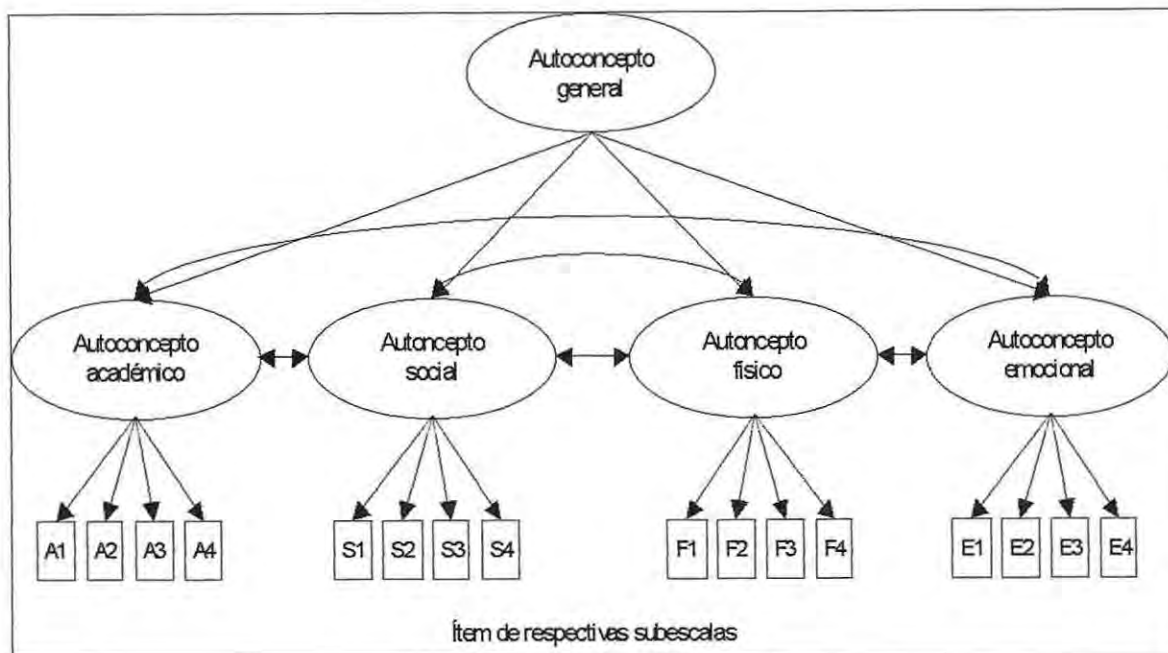 Autoconcepto
general
Autoconcepto
académico
Autoncepto
social
Autoncepto
físico
Autoconcepto
emocional
A1 A2 A3 A4 S1 S2 S3 S4 F1 F2 F3 F4 E1 E2 E3 E4
Ítem de respectivas subescalas